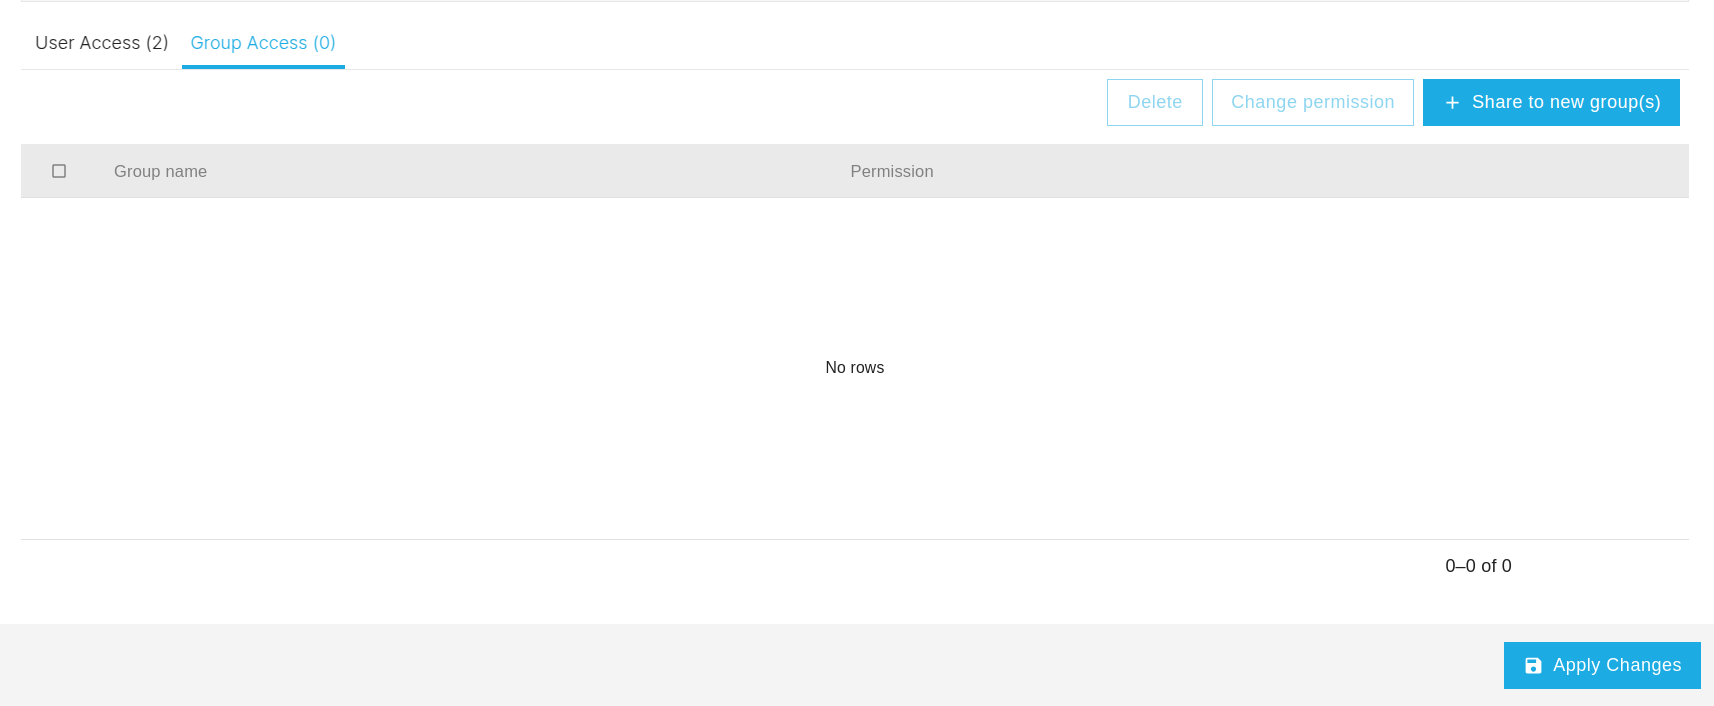 User Access (2) Group Access (0)
Delete Change permission + Share to new group(s)
Group name Permission
No rows
0–0 of 0
Apply Changes